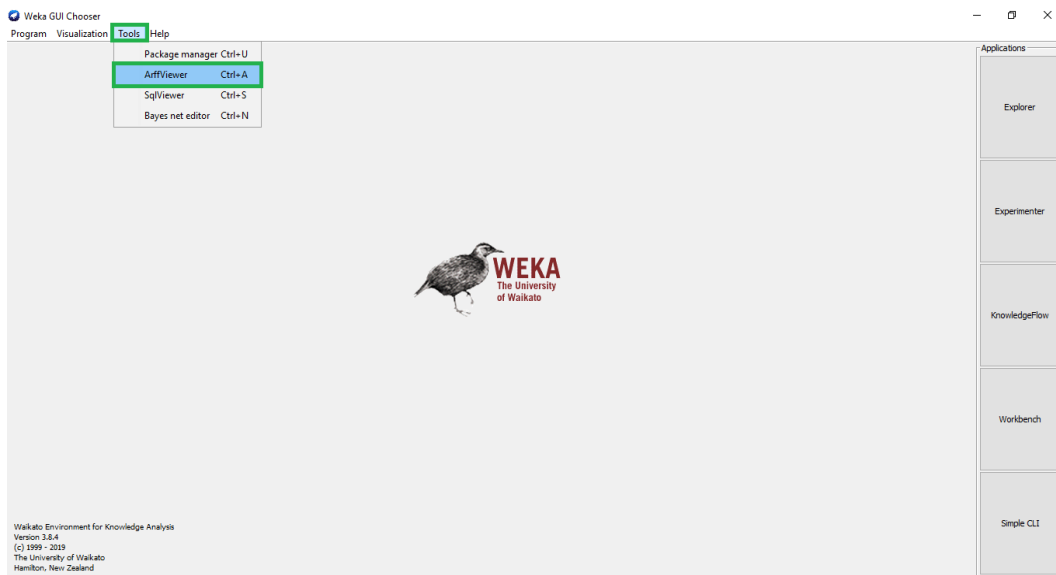 Weka GUI Chooser
Program Visualization Tools Help
Package manager Ctrl+U
ArffViewer Ctrl+A
SqlViewer Ctrl+S
Bayes net editor Ctrl+N
Applications
Explorer
Experimenter
KnowledgeFlow
Workbench
Simple CLI
WEKA
The University
of Waikato
Waikato Environment for Knowledge Analysis
Version 3.8.4
(c) 1999 - 2019
The University of Waikato
Hamilton, New Zealand